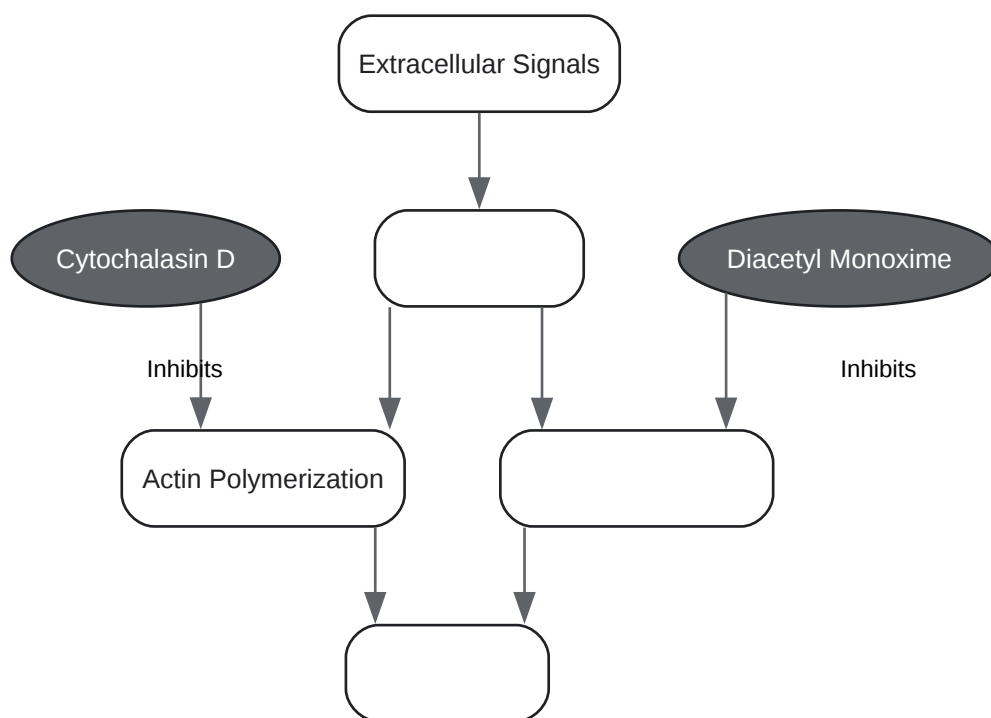 Extracellular Signals
Cytochalasin D
Diacetyl Monoxime
Inhibits
Inhibits
Actin Polymerization